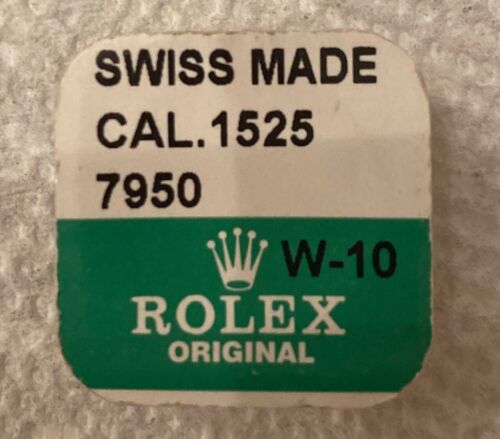 SWISS MADE
CAL.1525
7950
W-10
ROLEX
ORIGINAL